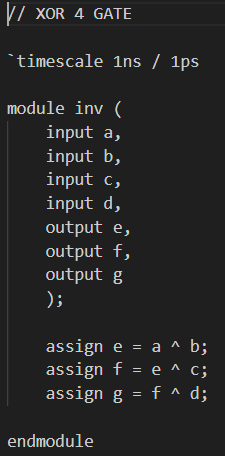 // XOR 4 GATE
`timescale 1ns / 1ps
module inv (
input a,
input b,
input c,
input d,
output e,
output f,
output g
);
assign e = a ^ b;
assign f = e ^ c;
assign g = f ^ d;
endmodule